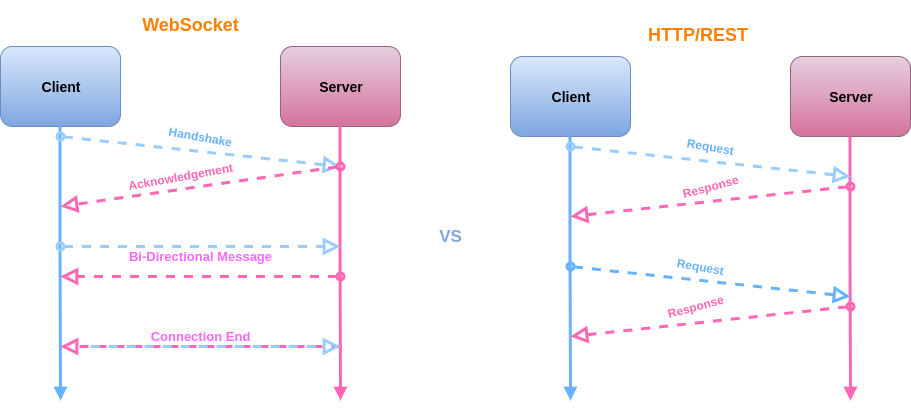 WebSocket
Client
Server
Handshake
Acknowledgement
Bi-Directional Message
Connection End
VS
HTTP/REST
Client
Server
Request
Response
Request
Response